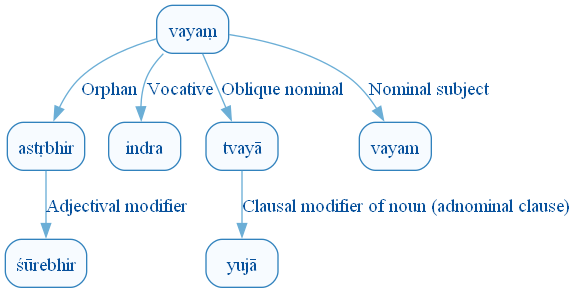 vayaṃ
Orphan Vocative Oblique nominal Nominal subject
astṛbhir indra tvayā vayam
Adjectival modifier Clausal modifier of noun (adnominal clause)
śūrebhir yujā